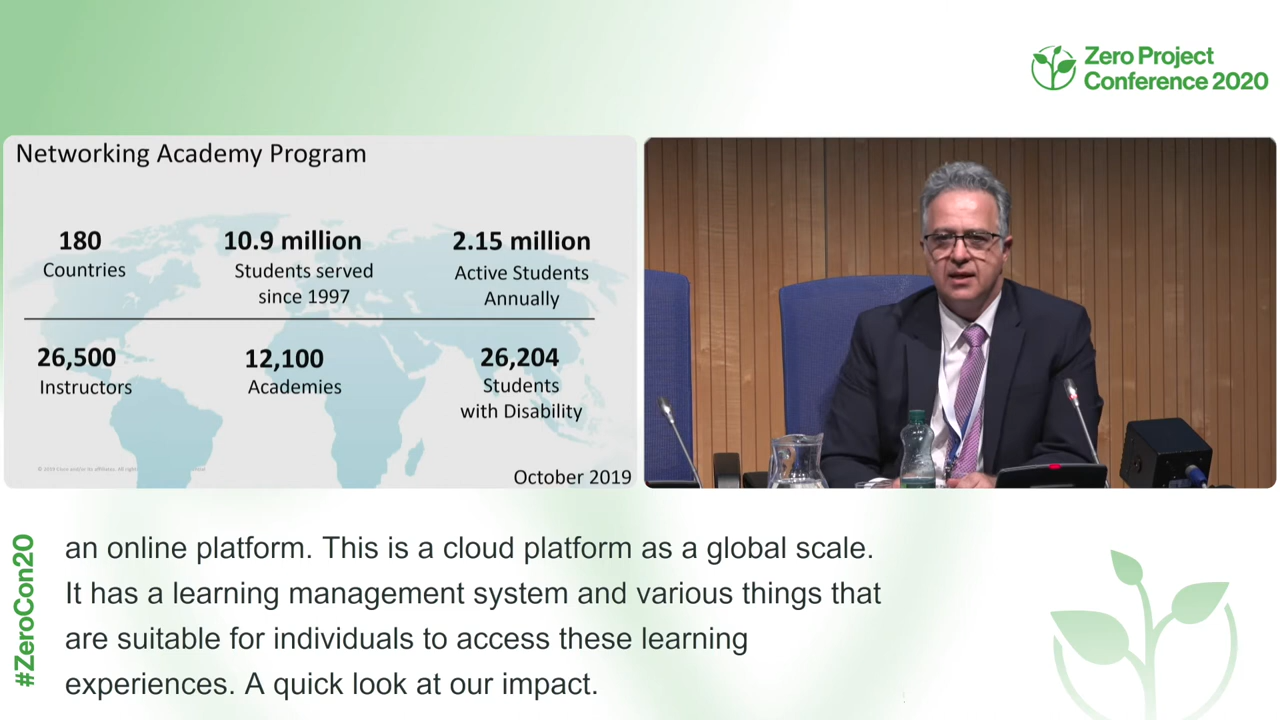 Zero Project
Conference 2020
Networking Academy Program
180
Countries
10.9 million
Students served
since 1997
2.15 million
Active Students
Annually
26,500
Instructors
12,100
Academies
26,204
Students
with Disability
October 2019
#ZeroCon20
an online platform. This is a cloud platform as a global scale.
It has a learning management system and various things that
are suitable for individuals to access these learning
experiences. A quick look at our impact.